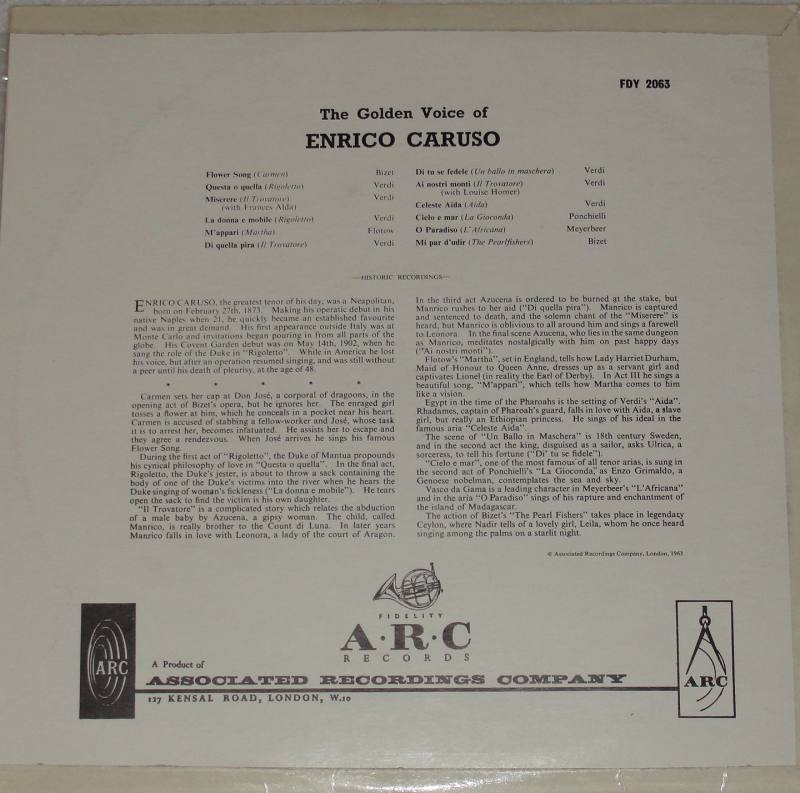 FDY 2063
The Golden Voice of
ENRICO CARUSO
Flower Song (Carmen) Bizet
Questa o quella (Rigoletto) Verdi
Miserere (Il Trovatore) Verdi
(with Frances Alda)
La donna e mobile (Rigoletto) Verdi
M'appari (Martha) Flotow
Di quella pira (Il Trovatore) Verdi
Di tu se fedele (Un ballo in maschera) Verdi
Ai nostri monti (Il Trovatore) Verdi
(with Louise Homer)
Celeste Aida (Aida) Verdi
Cielo e mar (La Gioconda) Ponchielli
O Paradiso (L'Africana) Meyerbeer
Mi par d'udir (The Pearlfishers) Bizet
—HISTORIC RECORDINGS—
ENRICO CARUSO, the greatest tenor of his day, was a Neapolitan,
born on February 27th, 1873. Making his operatic debut in his
native Naples when 21, he quickly became an established favourite
and was in great demand. His first appearance outside Italy was at
Monte Carlo and invitations began pouring in from all parts of the
globe. His Covent Garden debut was on May 14th, 1902, when he
sang the role of the Duke in "Rigoletto". While in America he lost
his voice, but after an operation resumed singing, and was still without
a peer until his death of pleurisy, at the age of 48.
* * * * *
Carmen sets her cap at Don José, a corporal of dragoons, in the
opening act of Bizet's opera, but he ignores her. The enraged girl
tosses a flower at him, which he conceals in a pocket near his heart.
Carmen is accused of stabbing a fellow-worker and José, whose task
it is to arrest her, becomes infatuated. He assists her to escape and
they agree a rendezvous. When José arrives he sings his famous
Flower Song.
During the first act of "Rigoletto", the Duke of Mantua propounds
his cynical philosophy of love in "Questa o quella". In the final act,
Rigoletto, the Duke's jester, is about to throw a sack containing the
body of one of the Duke's victims into the river when he hears the
Duke singing of woman's fickleness ("La donna e mobile"). He tears
open the sack to find the victim is his own daughter.
"Il Trovatore" is a complicated story which relates the abduction
of a male baby by Azucena, a gipsy woman. The child, called
Manrico, is really brother to the Count di Luna. In later years
Manrico falls in love with Leonora, a lady of the court of Aragon.
In the third act Azucena is ordered to be burned at the stake, but
Manrico rushes to her aid ("Di quella pira"). Manrico is captured
and sentenced to death, and the solemn chant of the "Miserere" is
heard, but Manrico is oblivious to all around him and sings a farewell
to Leonora. In the final scene Azucena, who lies in the same dungeon
as Manrico, meditates nostalgically with him on past happy days
("Ai nostri monti").
Flotow's "Martha", set in England, tells how Lady Harriet Durham,
Maid of Honour to Queen Anne, dresses up as a servant girl and
captivates Lionel (in reality the Earl of Derby). In Act III he sings a
beautiful song, "M'appari", which tells how Martha comes to him
like a vision.
Egypt in the time of the Pharoahs is the setting of Verdi's "Aida".
Rhadames, captain of Pharoah's guard, falls in love with Aida, a slave
girl, but really an Ethiopian princess. He sings of his ideal in the
famous aria "Celeste Aida".
The scene of "Un Ballo in Maschera" is 18th century Sweden,
and in the second act the king, disguised as a sailor, asks Ulrica, a
sorceress, to tell his fortune ("Di' tu se fidele").
"Cielo e mar", one of the most famous of all tenor arias, is sung in
the second act of Ponchielli's "La Gioconda," as Enzo Grimaldo, a
Genoese nobelman, contemplates the sea and sky.
Vasco da Gama is a leading character in Meyerbeer's "L'Africana"
and in the aria "O Paradiso" sings of his rapture and enchantment of
the island of Madagascar.
The action of Bizet's "The Pearl Fishers" takes place in legendary
Ceylon, where Nadir tells of a lovely girl, Leila, whom he once heard
singing among the palms on a starlit night.
© Associated Recordings Company, London, 1963
FIDELITY
A·R·C
RECORDS
ARC
A Product of
ASSOCIATED RECORDINGS COMPANY
127 KENSAL ROAD, LONDON, W.10
ARC